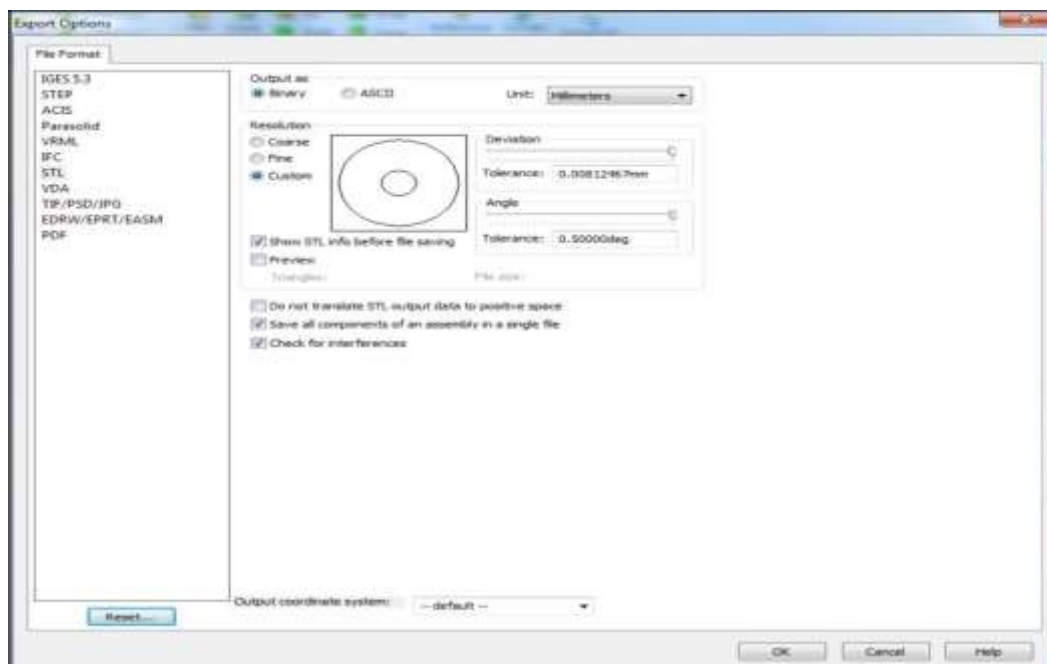 Export Options
File Format
IGES 5.3
STEP
ACIS
Parasolid
VRML
IFC
STL
VDA
TIF/PSD/JPG
EDRW/EPRT/EASM
PDF
Reset...
Output as
Binary
ASCII
Unit:
Millimeters
Resolution
Coarse
Fine
Custom
Deviation
Tolerance:
0.00812467mm
Angle
Tolerance:
0.50000deg
Show STL info before file saving
Preview
Triangles:
File size:
Do not translate STL output data to positive space
Save all components of an assembly in a single file
Check for interferences
Output coordinate system:
-- default --
OK
Cancel
Help